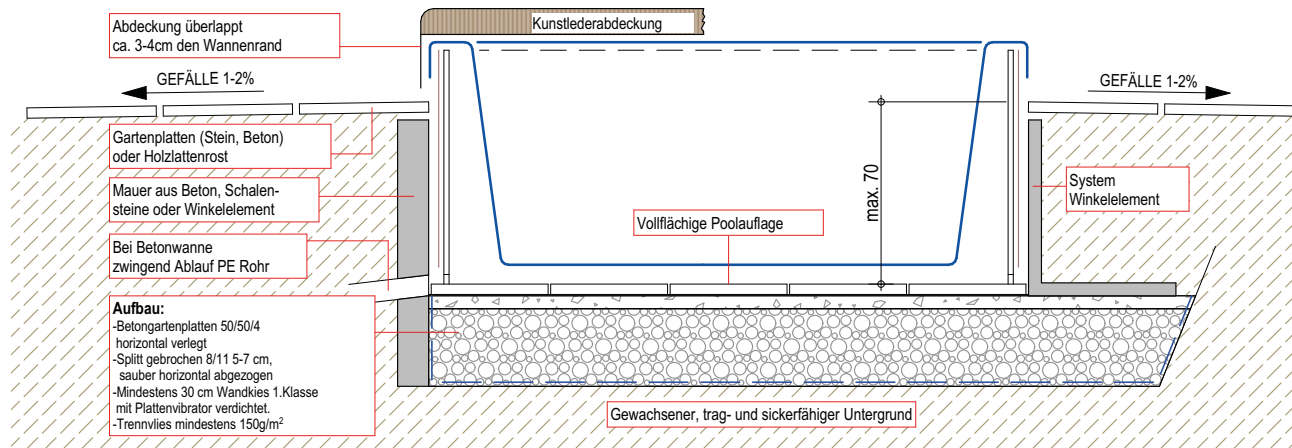 Abdeckung überlappt
ca. 3-4cm den Wannenrand
Kunstlederabdeckung
GEFÄLLE 1-2%
GEFÄLLE 1-2%
Gartenplatten (Stein, Beton)
oder Holzlattenrost
Mauer aus Beton, Schalen-
steine oder Winkelelement
max. 70
System
Winkelelement
Vollflächige Poolauflage
Bei Betonwanne
zwingend Ablauf PE Rohr
Aufbau:
-Betongartenplatten 50/50/4
horizontal verlegt
-Splitt gebrochen 8/11 5-7 cm,
sauber horizontal abgezogen
-Mindestens 30 cm Wandkies 1.Klasse
mit Plattenvibrator verdichtet.
-Trennvlies mindestens 150g/m²
Gewachsener, trag- und sickerfähiger Untergrund